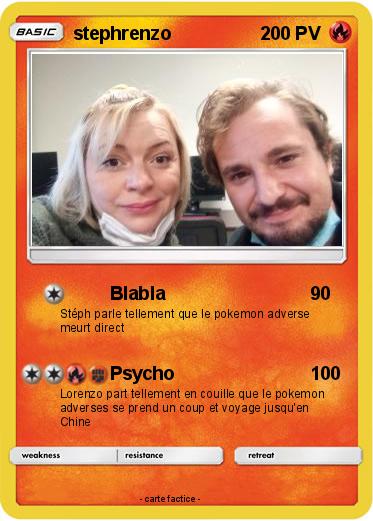 BASIC stephrenzo 200 PV
Blabla 90
Stéph parle tellement que le pokemon adverse
meurt direct
Psycho 100
Lorenzo part tellement en couille que le pokemon
adverses se prend un coup et voyage jusqu'en
Chine
weakness resistance retreat
- carte factice -